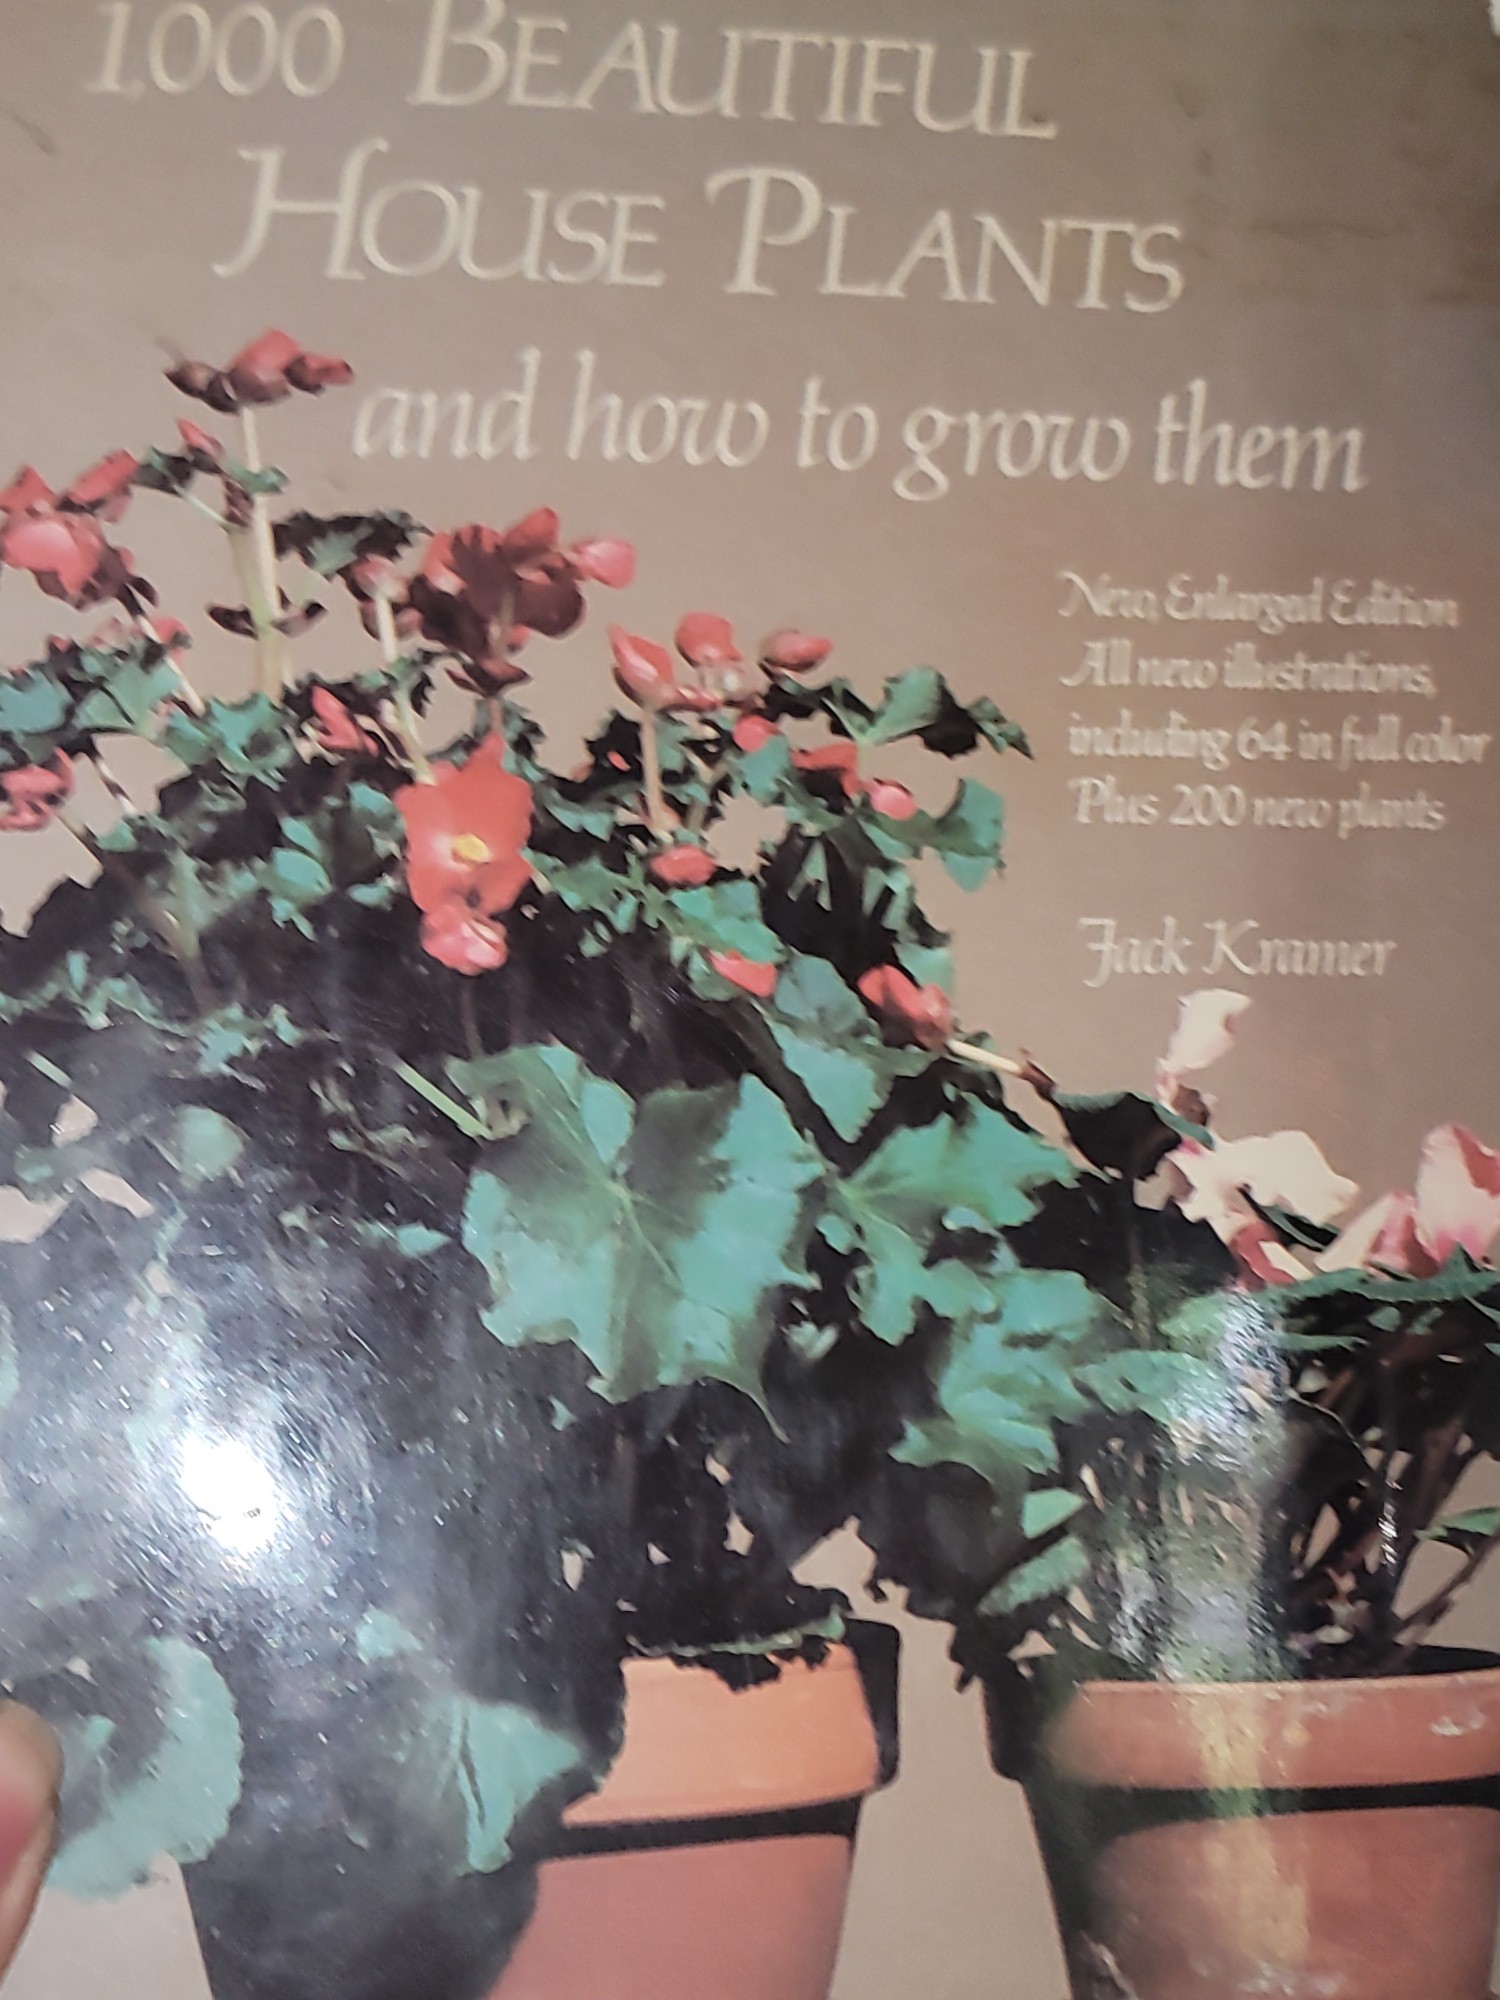 1,000 BEAUTIFUL
HOUSE PLANTS
and how to grow them
New, Enlarged Edition
All new illustrations,
including 64 in full color
Plus 200 new plants
Jack Kramer